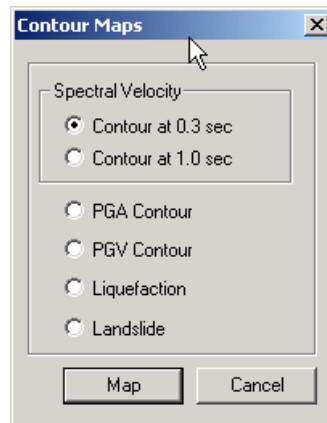 Contour Maps
Spectral Velocity
Contour at 0.3 sec
Contour at 1.0 sec
PGA Contour
PGV Contour
Liquefaction
Landslide
Map Cancel